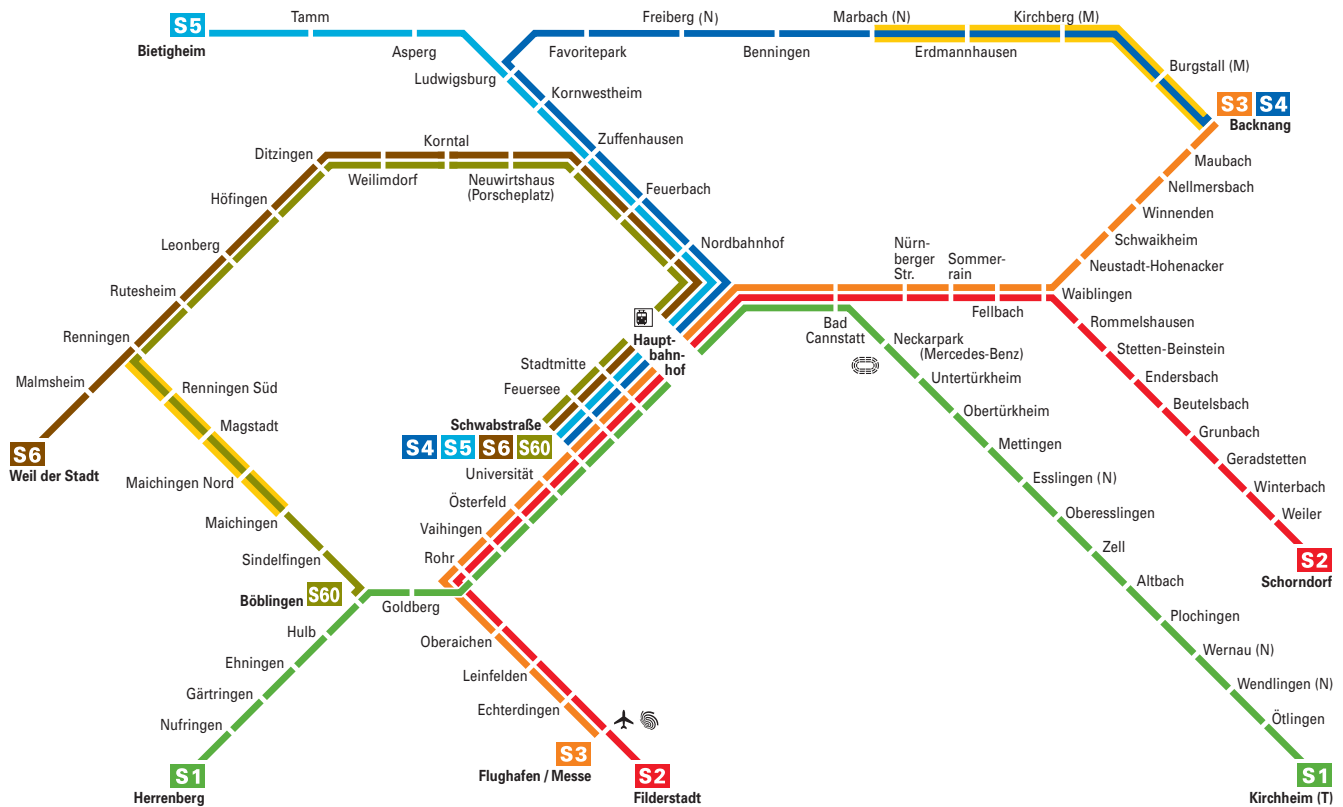 S5
Bietigheim
Tamm
Asperg
Ludwigsburg
Freiberg (N)
Favoritepark
Benningen
Marbach (N)
Erdmannhausen
Kirchberg (M)
Burgstall (M)
S3 S4
Backnang
Kornwestheim
Zuffenhausen
Feuerbach
Nordbahnhof
Maubach
Nellmersbach
Winnenden
Schwaikheim
Neustadt-Hohenacker
Waiblingen
Ditzingen
Korntal
Weilimdorf
Neuwirtshaus
(Porscheplatz)
Höfingen
Leonberg
Rutesheim
Renningen
Malmsheim
S6
Weil der Stadt
Renningen Süd
Magstadt
Maichingen Nord
Maichingen
Sindelfingen
Böblingen S60
Haupt-
bahn-
hof
Stadtmitte
Feuersee
Schwabstraße
S4 S5 S6 S60
Universität
Österfeld
Vaihingen
Rohr
Goldberg
Hulb
Ehningen
Gärtringen
Nufringen
S1
Herrenberg
Oberaichen
Leinfelden
Echterdingen
S3
Flughafen / Messe
S2
Filderstadt
Bad
Cannstatt
Nürn-
berger
Str.
Sommer-
rain
Fellbach
Rommelshausen
Stetten-Beinstein
Endersbach
Beutelsbach
Grunbach
Geradstetten
Winterbach
Weiler
S2
Schorndorf
Neckarpark
(Mercedes-Benz)
Untertürkheim
Obertürkheim
Mettingen
Esslingen (N)
Oberesslingen
Zell
Altbach
Plochingen
Wernau (N)
Wendlingen (N)
Ötlingen
S1
Kirchheim (T)